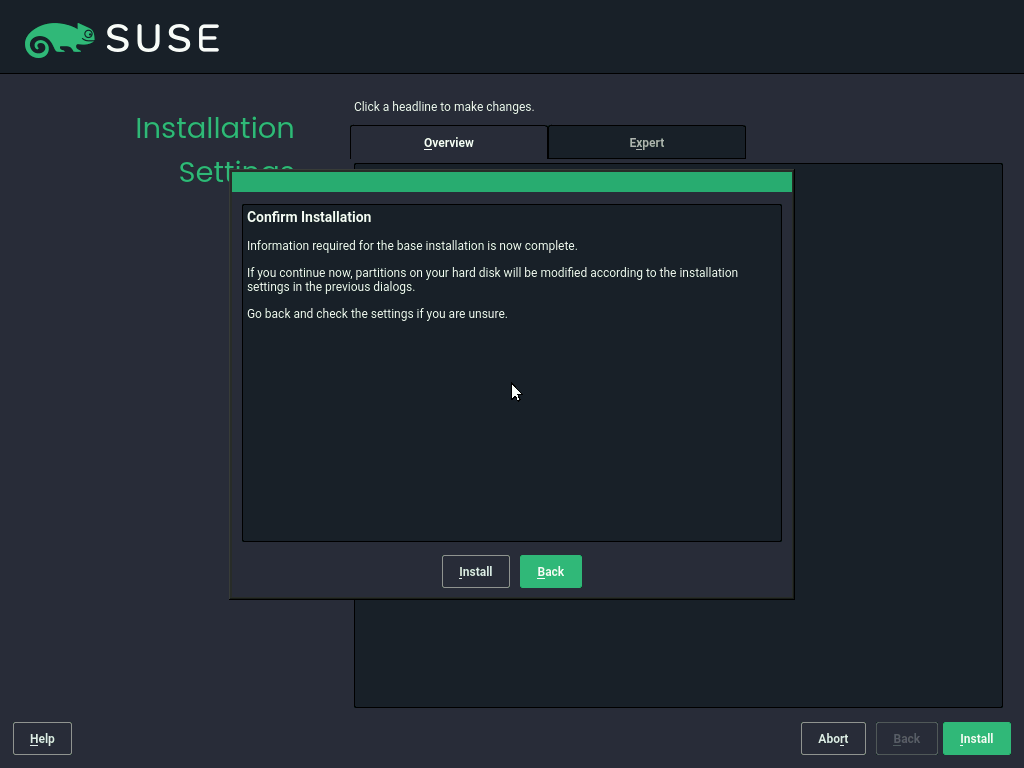 SUSE
Installation
Click a headline to make changes.
Overview
Expert
Settings
Confirm Installation
Information required for the base installation is now complete.
If you continue now, partitions on your hard disk will be modified according to the installation
settings in the previous dialogs.
Go back and check the settings if you are unsure.
Install
Back
Help
Abort
Back
Install